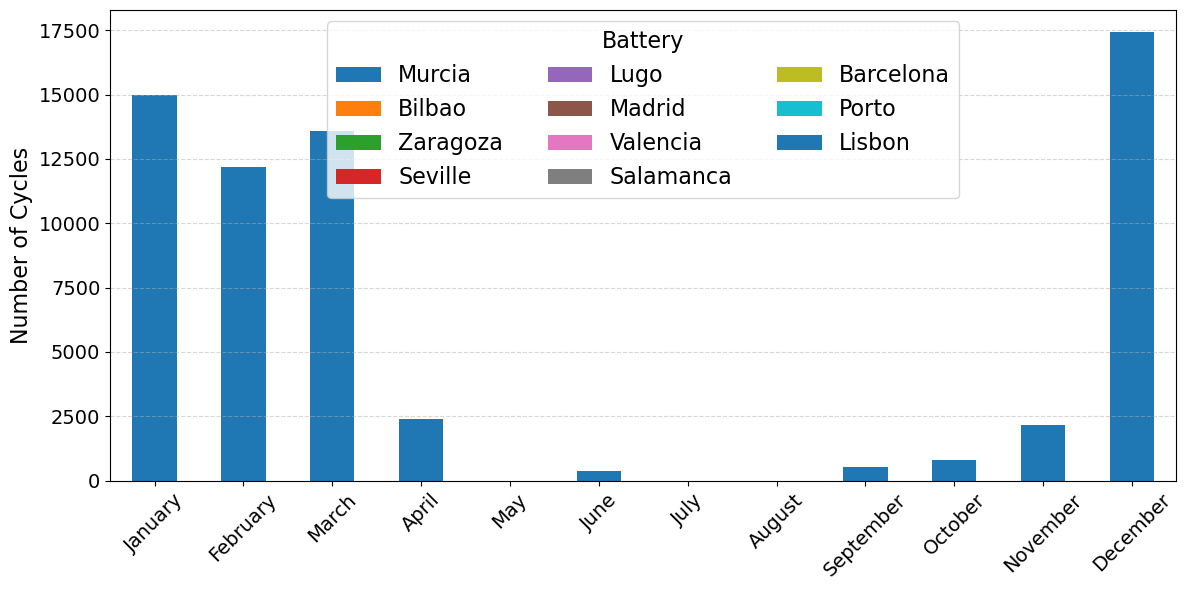 Battery
Murcia
Bilbao
Zaragoza
Seville
Lugo
Madrid
Valencia
Salamanca
Barcelona
Porto
Lisbon
Number of Cycles
17500
15000
12500
10000
7500
5000
2500
0
January
February
March
April
May
June
July
August
September
October
November
December